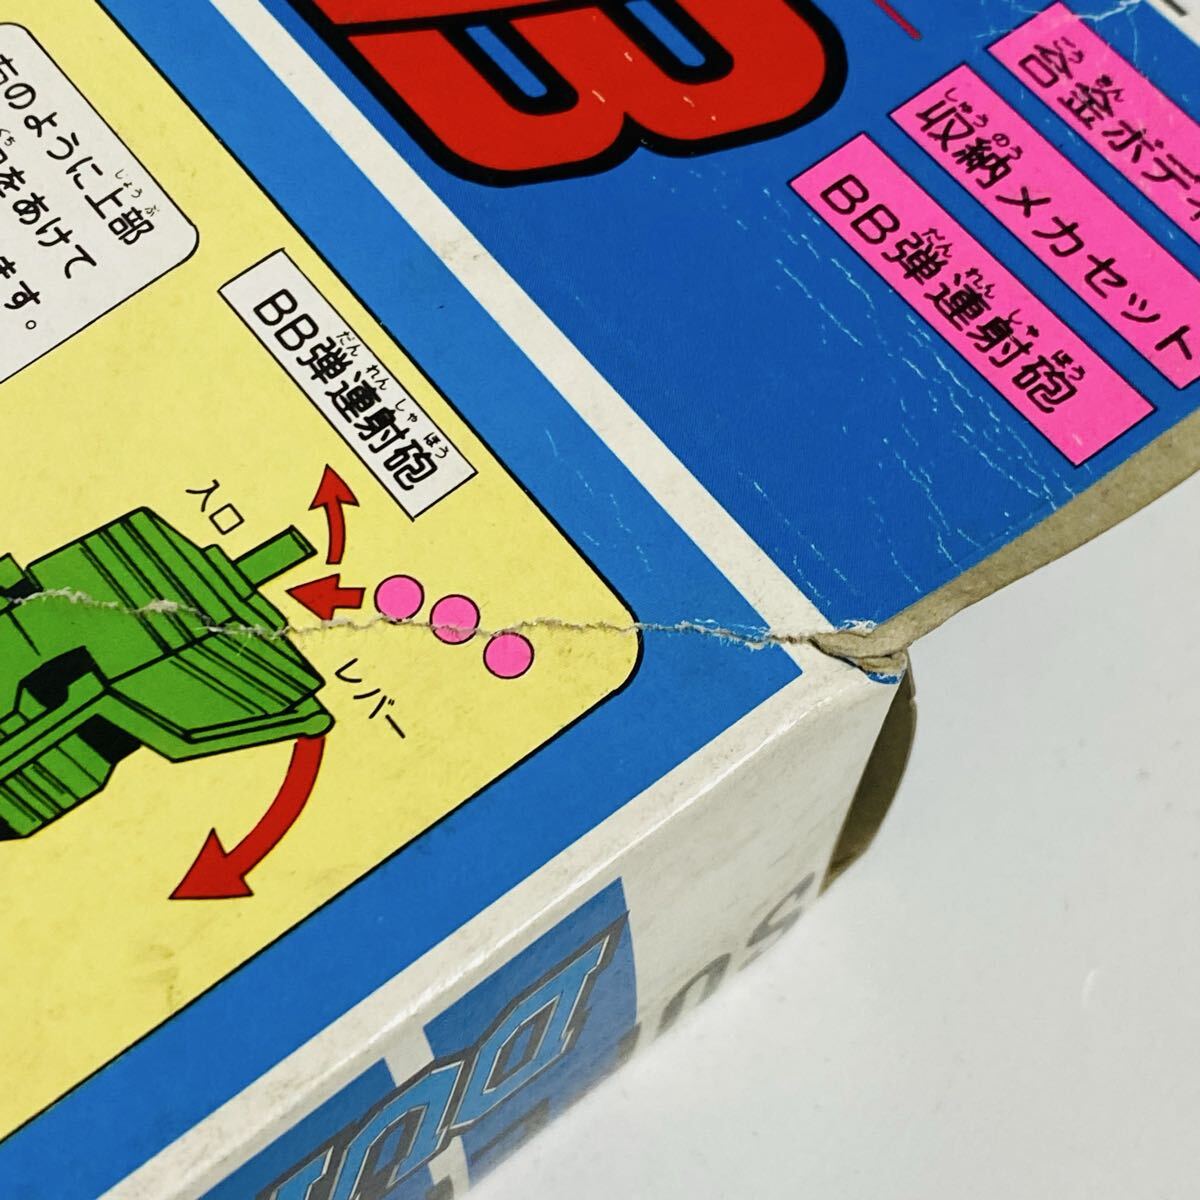 右のように上部
をあけて
ます。
BB弾連射砲
入口
レバー
B
合金ボディ
収納メカセット
BB弾連射砲